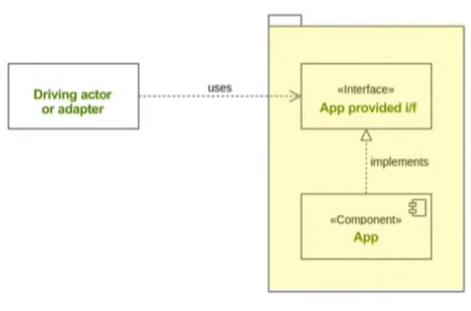 Driving actor
or adapter
uses
«Interface»
App provided i/f
implements
«Component»
App